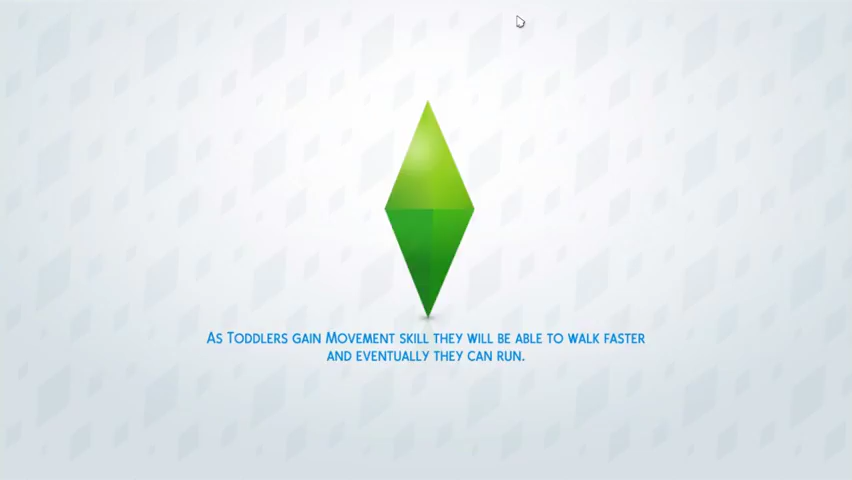 As Toddlers gain Movement skill they will be able to walk faster
and eventually they can run.